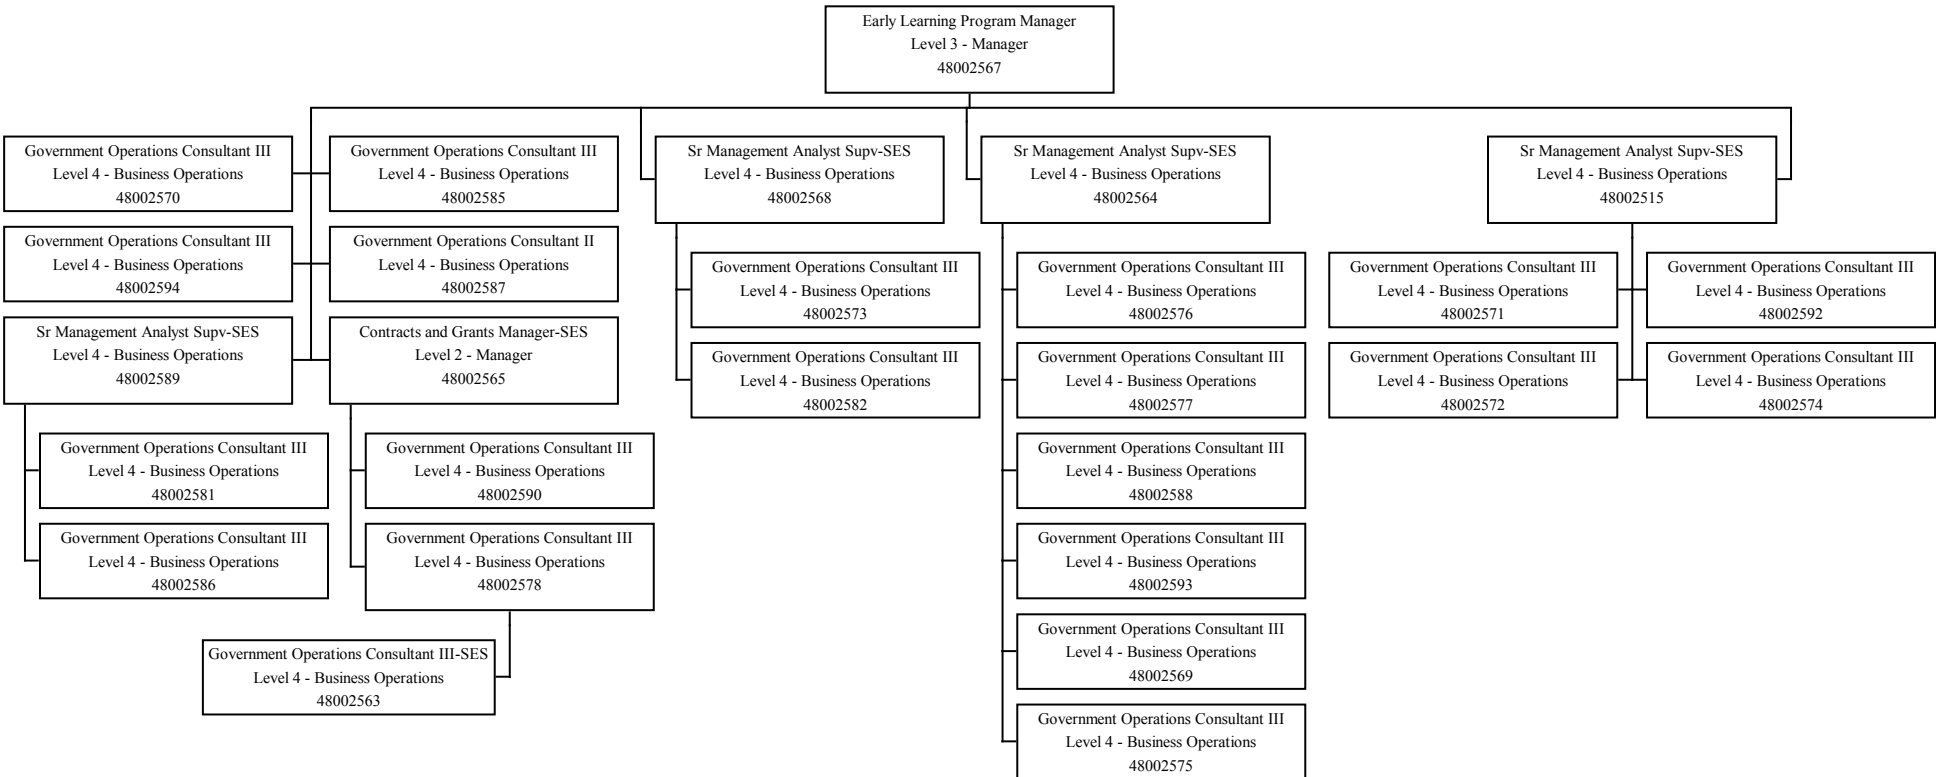 Early Learning Program Manager
Level 3 - Manager
48002567
Government Operations Consultant III
Level 4 - Business Operations
48002570
Government Operations Consultant III
Level 4 - Business Operations
48002585
Government Operations Consultant III
Level 4 - Business Operations
48002594
Government Operations Consultant II
Level 4 - Business Operations
48002587
Sr Management Analyst Supv-SES
Level 4 - Business Operations
48002589
Government Operations Consultant III
Level 4 - Business Operations
48002581
Government Operations Consultant III
Level 4 - Business Operations
48002586
Contracts and Grants Manager-SES
Level 2 - Manager
48002565
Government Operations Consultant III
Level 4 - Business Operations
48002590
Government Operations Consultant III
Level 4 - Business Operations
48002578
Government Operations Consultant III-SES
Level 4 - Business Operations
48002563
Sr Management Analyst Supv-SES
Level 4 - Business Operations
48002568
Government Operations Consultant III
Level 4 - Business Operations
48002573
Government Operations Consultant III
Level 4 - Business Operations
48002582
Sr Management Analyst Supv-SES
Level 4 - Business Operations
48002564
Government Operations Consultant III
Level 4 - Business Operations
48002576
Government Operations Consultant III
Level 4 - Business Operations
48002577
Government Operations Consultant III
Level 4 - Business Operations
48002588
Government Operations Consultant III
Level 4 - Business Operations
48002593
Government Operations Consultant III
Level 4 - Business Operations
48002569
Government Operations Consultant III
Level 4 - Business Operations
48002575
Sr Management Analyst Supv-SES
Level 4 - Business Operations
48002515
Government Operations Consultant III
Level 4 - Business Operations
48002571
Government Operations Consultant III
Level 4 - Business Operations
48002592
Government Operations Consultant III
Level 4 - Business Operations
48002572
Government Operations Consultant III
Level 4 - Business Operations
48002574